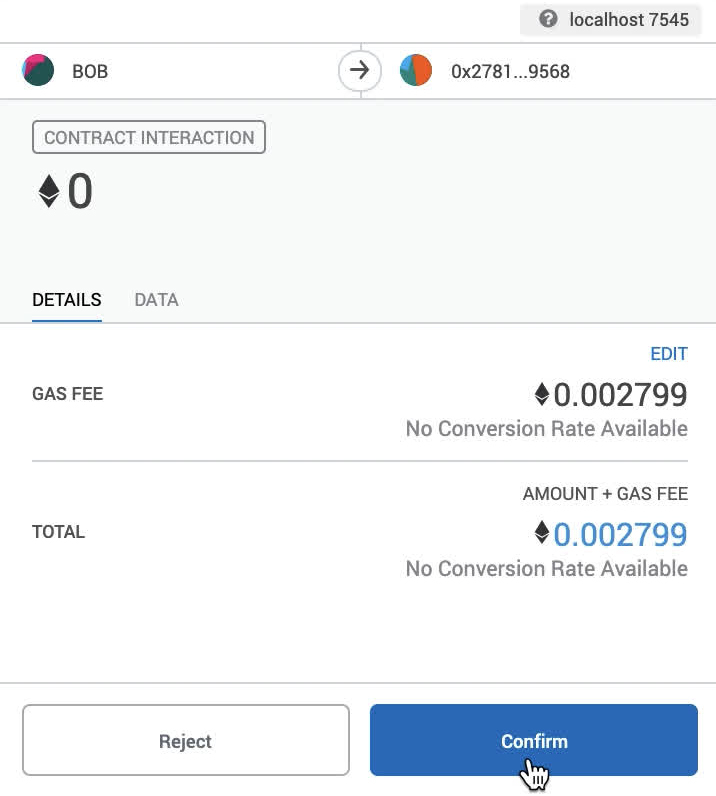 localhost 7545
BOB
0x2781...9568
CONTRACT INTERACTION
0
DETAILS DATA
EDIT
GAS FEE
0.002799
No Conversion Rate Available
AMOUNT + GAS FEE
TOTAL
0.002799
No Conversion Rate Available
Reject
Confirm